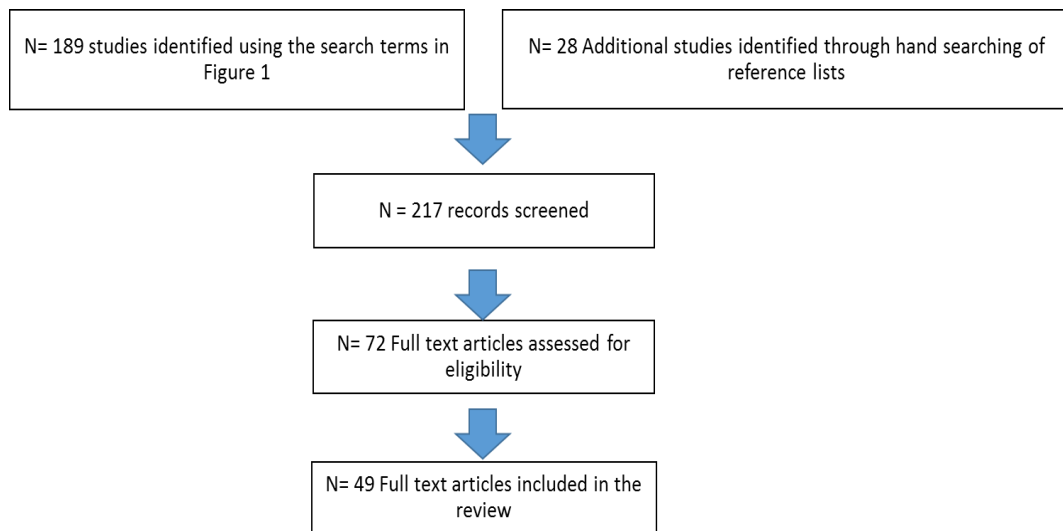 N= 189 studies identified using the search terms in
Figure 1
N= 28 Additional studies identified through hand searching of
reference lists
N = 217 records screened
N= 72 Full text articles assessed for
eligibility
N= 49 Full text articles included in the
review